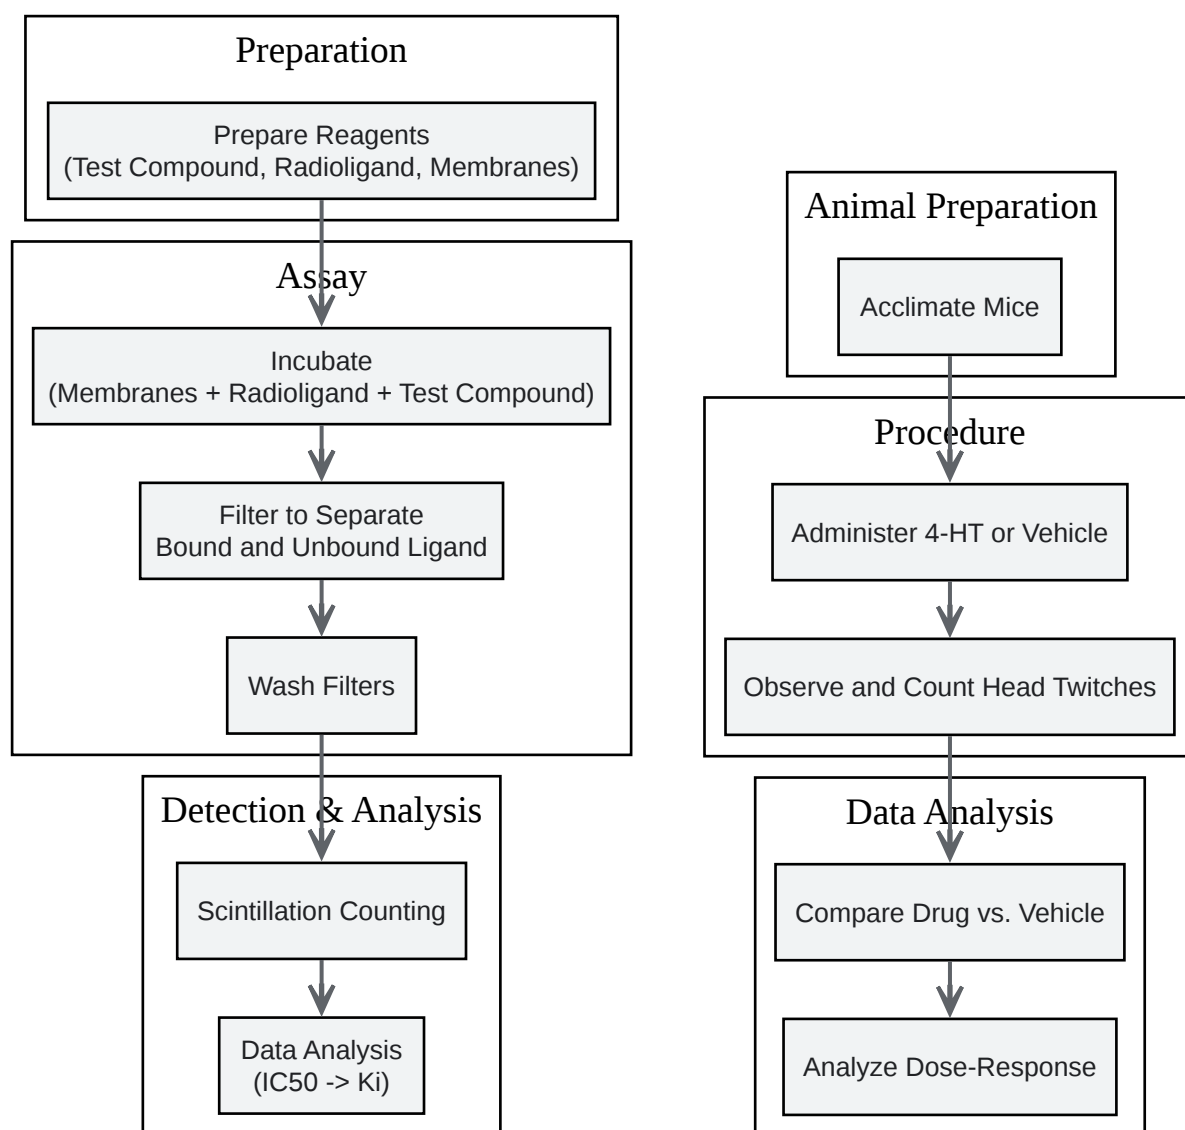 Preparation
Prepare Reagents
(Test Compound, Radioligand, Membranes)
Assay
Incubate
(Membranes + Radioligand + Test Compound)
Filter to Separate
Bound and Unbound Ligand
Wash Filters
Detection & Analysis
Scintillation Counting
Data Analysis
(IC50 -> Ki)
Animal Preparation
Acclimate Mice
Procedure
Administer 4-HT or Vehicle
Observe and Count Head Twitches
Data Analysis
Compare Drug vs. Vehicle
Analyze Dose-Response